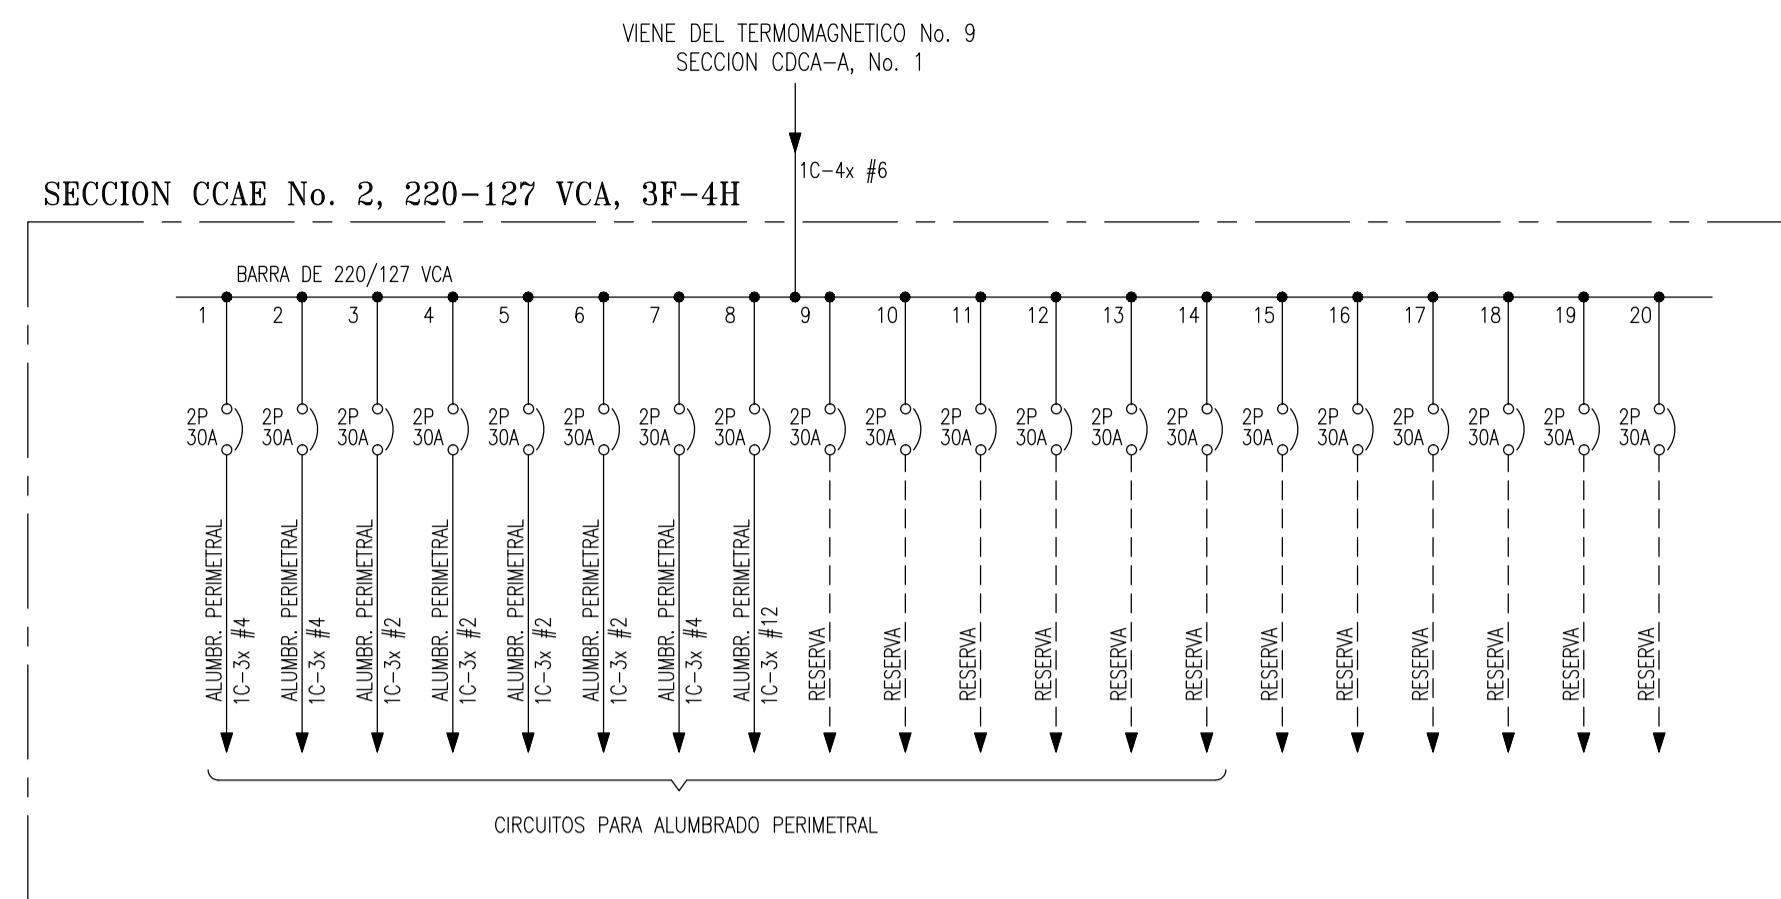 VIENE DEL TERMOMAGNETICO No. 9
SECCION CDCA-A, No. 1
1C-4x #6
SECCION CCAE No. 2, 220-127 VCA, 3F-4H
BARRA DE 220/127 VCA
1 2 3 4 5 6 7 8 9 10 11 12 13 14 15 16 17 18 19 20
2P 2P 2P 2P 2P 2P 2P 2P 2P 2P 2P 2P 2P 2P 2P 2P 2P 2P 2P 2P
30A 30A 30A 30A 30A 30A 30A 30A 30A 30A 30A 30A 30A 30A 30A 30A 30A 30A 30A 30A
ALUMBR. PERIMETRAL
1C-3x #4
ALUMBR. PERIMETRAL
1C-3x #4
ALUMBR. PERIMETRAL
1C-3x #2
ALUMBR. PERIMETRAL
1C-3x #2
ALUMBR. PERIMETRAL
1C-3x #2
ALUMBR. PERIMETRAL
1C-3x #2
ALUMBR. PERIMETRAL
1C-3x #4
ALUMBR. PERIMETRAL
1C-3x #12
RESERVA
RESERVA
RESERVA
RESERVA
RESERVA
RESERVA
RESERVA
RESERVA
RESERVA
RESERVA
RESERVA
RESERVA
CIRCUITOS PARA ALUMBRADO PERIMETRAL